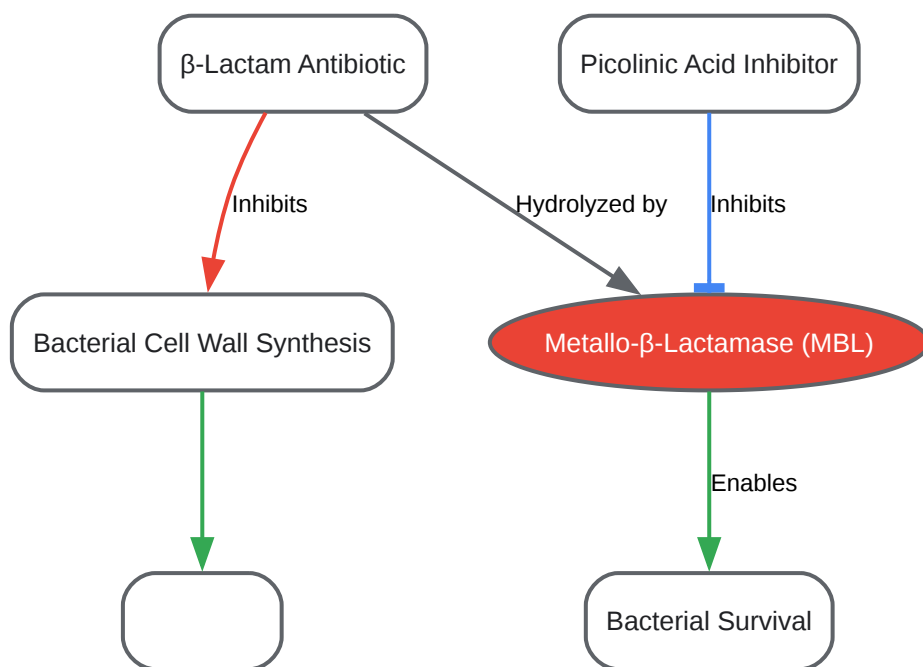 β-Lactam Antibiotic
Picolinic Acid Inhibitor
Inhibits
Hydrolyzed by
Inhibits
Bacterial Cell Wall Synthesis
Metallo-β-Lactamase (MBL)
Enables
Bacterial Survival